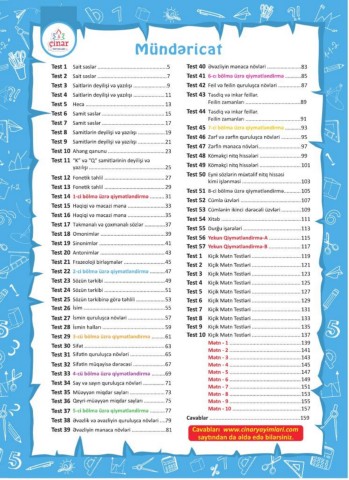 çinar
Mündəricat
Test 1 Sait səslər 5
Test 2 Sait səslər 7
Test 3 Saitlərin deyilişi və yazılışı 9
Test 4 Saitlərin deyilişi və yazılışı 11
Test 5 Heca 13
Test 6 Samit səslər 15
Test 7 Samit səslər 17
Test 8 Samitlərin deyilişi və yazılışı 19
Test 9 Samitlərin deyilişi və yazılışı 21
Test 10 Ahəng qanunu 23
Test 11 "K" və "Q" samitlərinin deyilişi və
yazılışı 25
Test 12 Fonetik təhlil 27
Test 13 Fonetik təhlil 29
Test 14 1-ci bölmə üzrə qiymətləndirmə 31
Test 15 Həqiqi və məcazi məna 33
Test 16 Həqiqi və məcazi məna 35
Test 17 Təkmənalı və çoxmənalı sözlər 37
Test 18 Omonimlər 39
Test 19 Sinonimlər 41
Test 20 Antonimlər 43
Test 21 Frazeoloji birləşmələr 45
Test 22 2-ci bölmə üzrə qiymətləndirmə 47
Test 23 Sözün tərkibi 49
Test 24 Sözün tərkibi 51
Test 25 Sözün tərkibinə görə təhlili 53
Test 26 İsim 55
Test 27 İsmin quruluşca növləri 57
Test 28 İsmin halları 59
Test 29 3-cü bölmə üzrə qiymətləndirmə 61
Test 30 Sifət 63
Test 31 Sifətin quruluşca növləri 65
Test 32 Sifətin müqayisə dərəcələri 67
Test 33 4-cü bölmə üzrə qiymətləndirmə 69
Test 34 Say və sayın quruluşca növləri 71
Test 35 Müəyyən miqdar sayları 73
Test 36 Qeyri-müəyyən miqdar sayları 75
Test 37 5-ci bölmə üzrə qiymətləndirmə 77
Test 38 Əvəzlik və əvəzliyin quruluşca növləri 79
Test 39 Əvəzliyin mənaca növləri 81
Test 40 Əvəzliyin mənaca növləri 83
Test 41 6-cı bölmə üzrə qiymətləndirmə 85
Test 42 Feil və feilin quruluşca növləri 87
Test 43 Təsdiq və inkar feillər.
Feilin zamanları 89
Test 44 Təsdiq və inkar feillər.
Feilin zamanları 91
Test 45 7-ci bölmə üzrə qiymətləndirmə 93
Test 46 Zərf və zərfin quruluşca növləri 95
Test 47 Zərfin mənaca növləri 97
Test 48 Köməkçi nitq hissələri 99
Test 49 Köməkçi nitq hissələri 101
Test 50 Eyni sözlərin müxtəlif nitq hissəsi
kimi işlənməsi 103
Test 51 8-ci bölmə üzrə qiymətləndirmə 105
Test 52 Cümlə üzvləri 107
Test 53 Cümlənin ikinci dərəcəli üzvləri 109
Test 54 Kitab 111
Test 55 Durğu işarələri 113
Test 56 Yekun Qiymətləndirmə-A 115
Test 57 Yekun Qiymətləndirmə-B 117
Test 1 Kiçik Mətn Testləri 119
Test 2 Kiçik Mətn Testləri 121
Test 3 Kiçik Mətn Testləri 123
Test 4 Kiçik Mətn Testləri 125
Test 5 Kiçik Mətn Testləri 127
Test 6 Kiçik Mətn Testləri 129
Test 7 Kiçik Mətn Testləri 131
Test 8 Kiçik Mətn Testləri 133
Test 9 Kiçik Mətn Testləri 135
Test 10 Kiçik Mətn Testləri 137
Mətn - 1 139
Mətn - 2 141
Mətn - 3 143
Mətn - 4 145
Mətn - 5 147
Mətn - 6 149
Mətn - 7 151
Mətn - 8 153
Mətn - 9 155
Mətn - 10 157
Cavablar 159
Cavabları www.cinaryayimlari.com
saytından da əldə edə bilərsiniz.